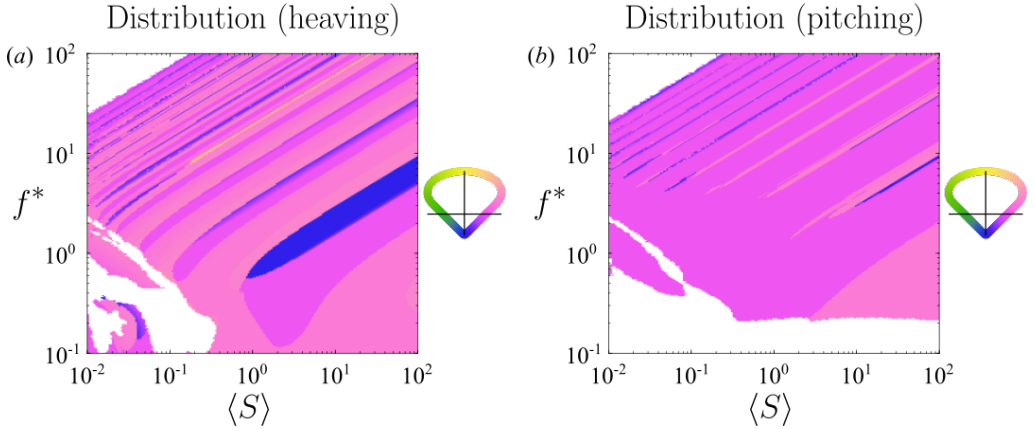 Distribution (heaving)
Distribution (pitching)
(a)
10^2
10^1
f*
10^0
10^-1
10^-2 10^-1 10^0 10^1 10^2
⟨S⟩
(b)
10^2
10^1
f*
10^0
10^-1
10^-2 10^-1 10^0 10^1 10^2
⟨S⟩